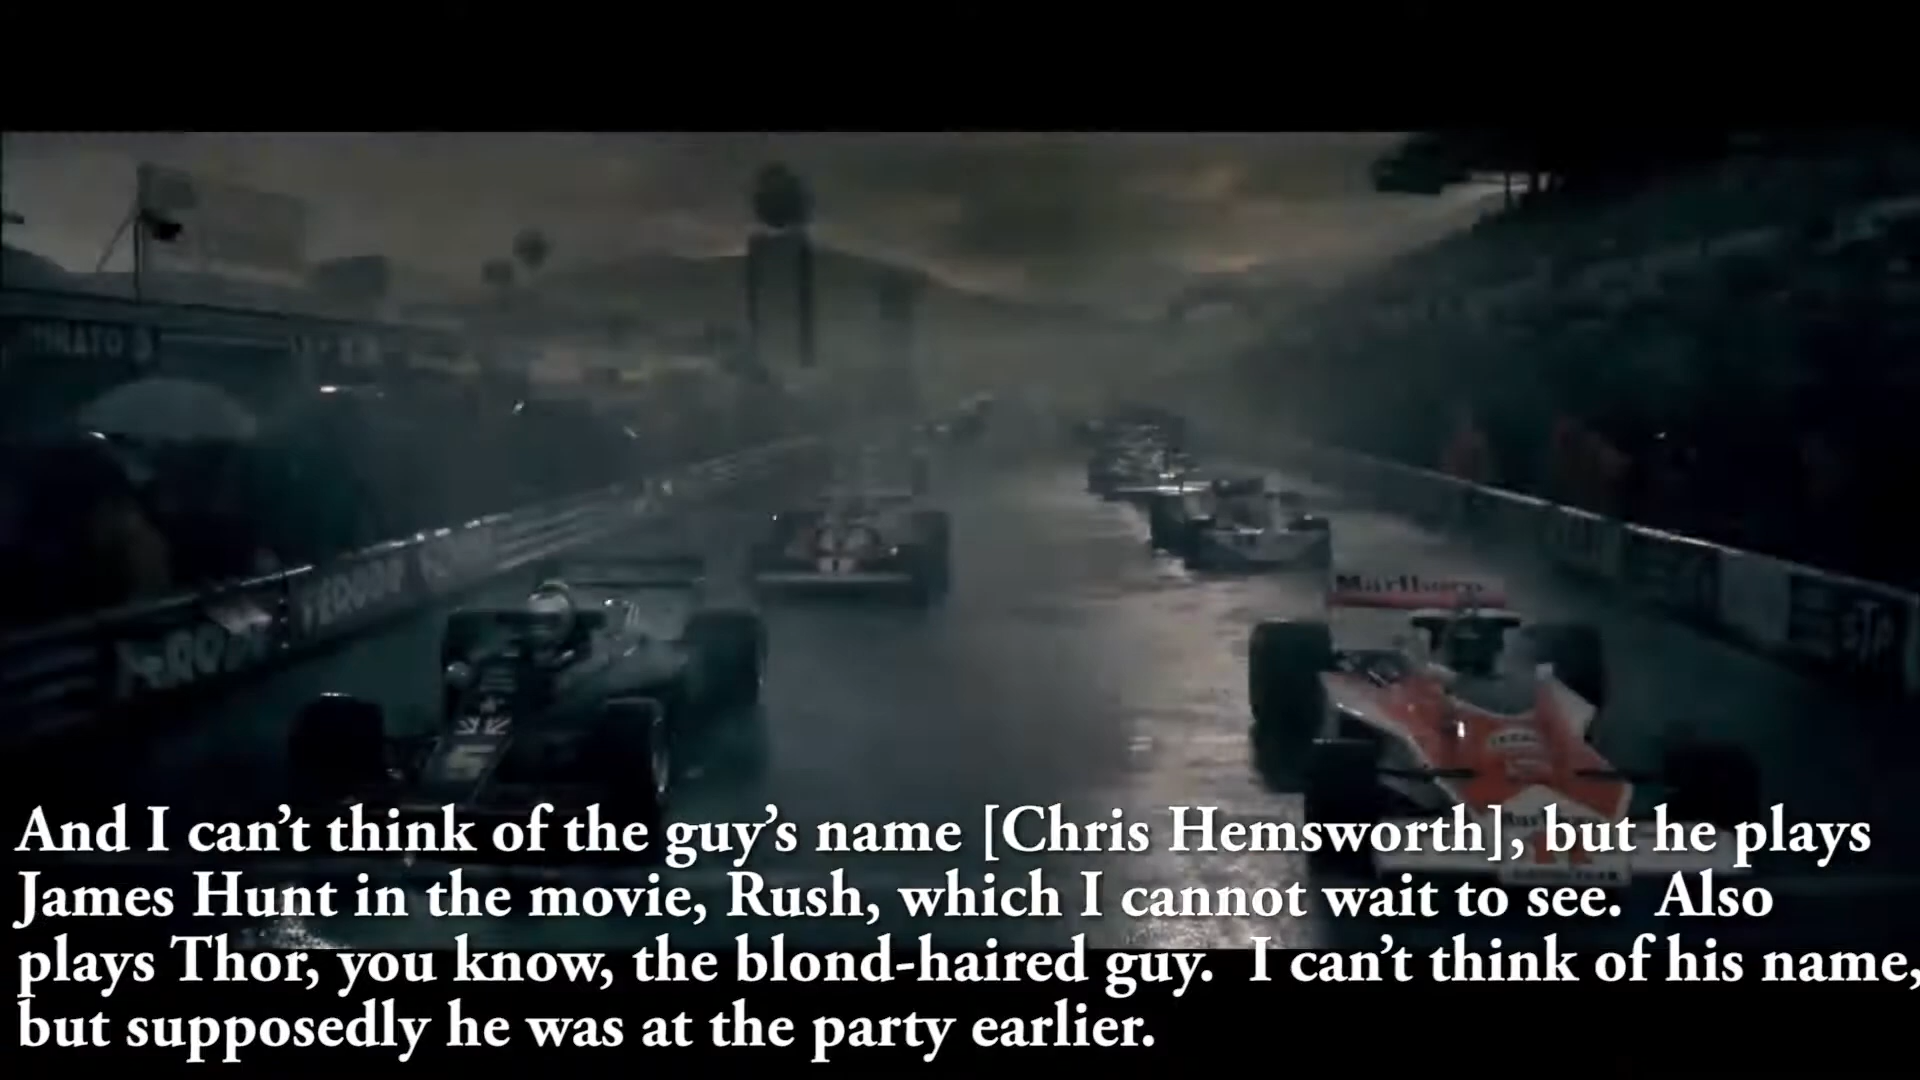 Marlboro
STP
And I can’t think of the guy’s name [Chris Hemsworth], but he plays
James Hunt in the movie, Rush, which I cannot wait to see.  Also
plays Thor, you know, the blond-haired guy.  I can’t think of his name,
but supposedly he was at the party earlier.